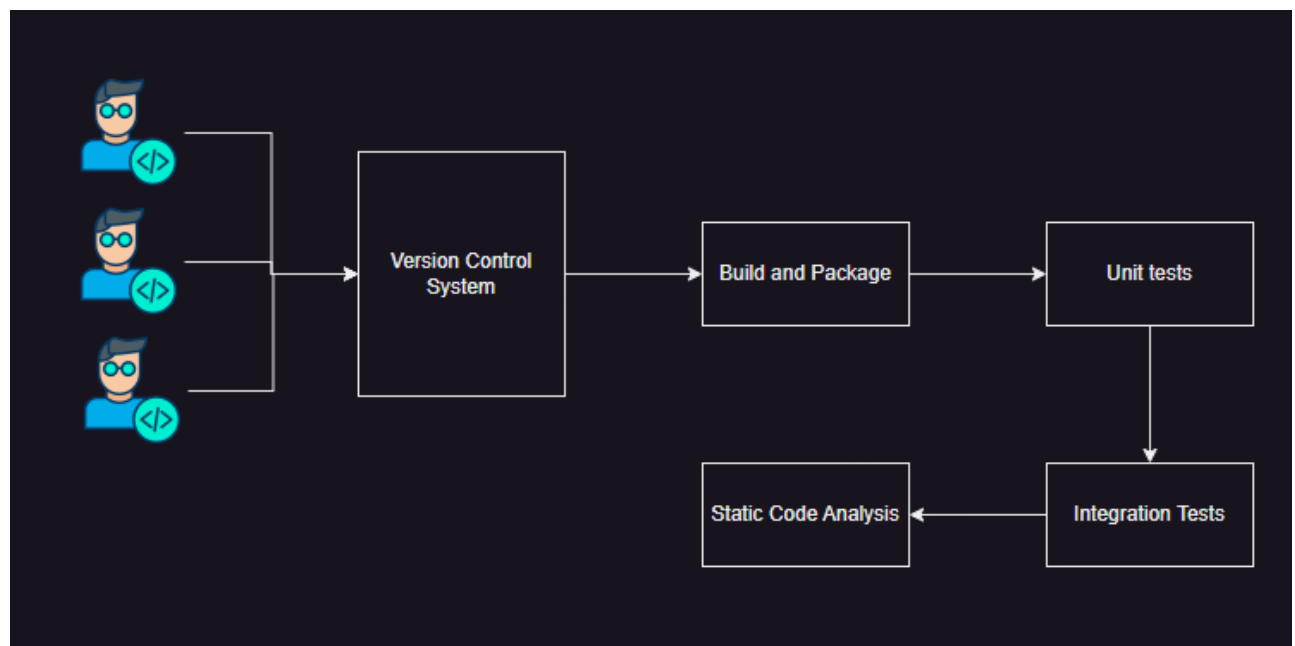 Version Control
System
Build and Package
Unit tests
Static Code Analysis
Integration Tests